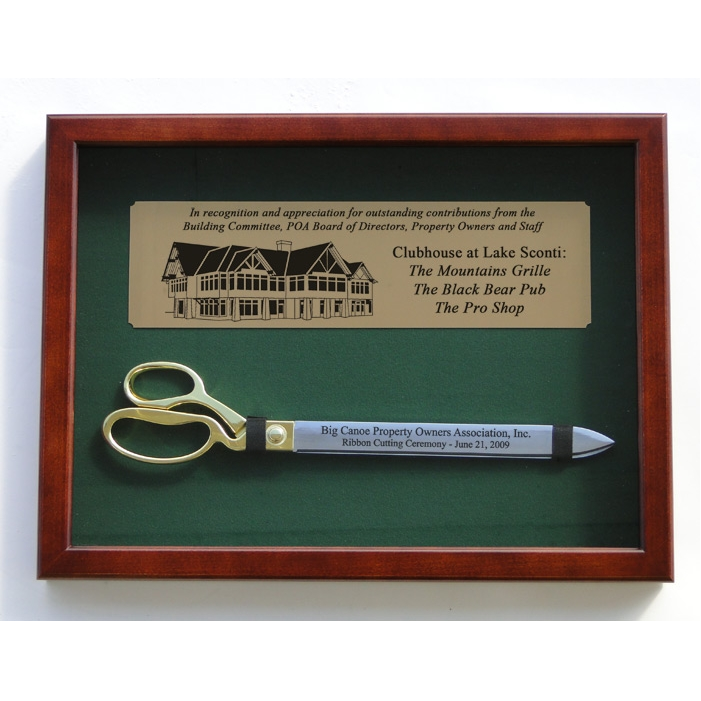 In recognition and appreciation for outstanding contributions from the
Building Committee, POA Board of Directors, Property Owners and Staff
Clubhouse at Lake Sconti:
The Mountains Grille
The Black Bear Pub
The Pro Shop
Big Canoe Property Owners Association, Inc.
Ribbon Cutting Ceremony - June 21, 2009